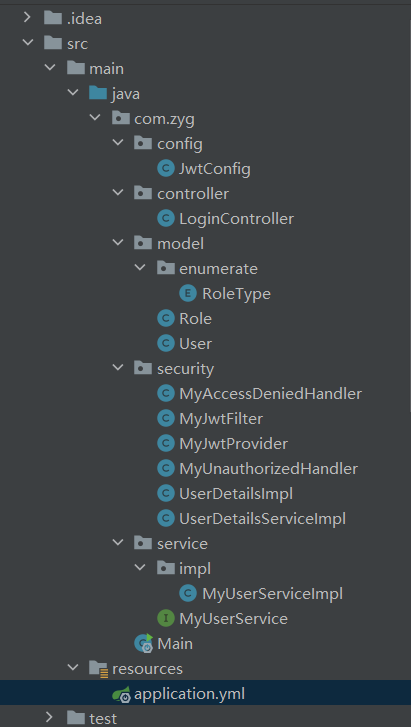 .idea
src
main
java
com.zyg
config
C JwtConfig
controller
C LoginController
model
enumerate
E RoleType
C Role
C User
security
C MyAccessDeniedHandler
C MyJwtFilter
C MyJwtProvider
C MyUnauthorizedHandler
C UserDetailsImpl
C UserDetailsServiceImpl
service
impl
C MyUserServiceImpl
I MyUserService
C Main
resources
application.yml
test